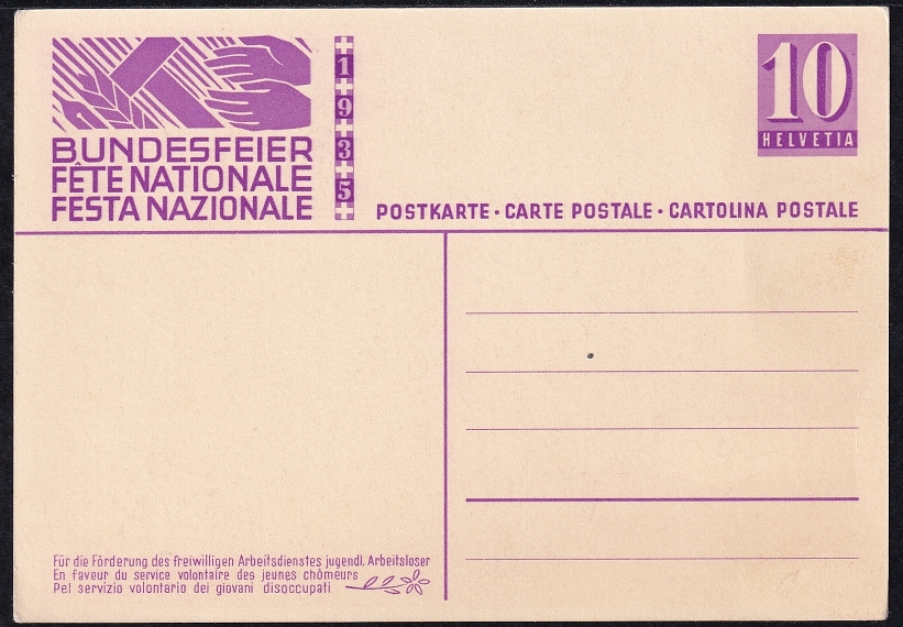 BUNDESFEIER
FÊTE NATIONALE
FESTA NAZIONALE
1
9
3
5
10
HELVETIA
POSTKARTE · CARTE POSTALE · CARTOLINA POSTALE
Für die Förderung des freiwilligen Arbeitsdienstes jugendl. Arbeitsloser
En faveur du service volontaire des jeunes chômeurs
Pel servizio volontario dei giovani disoccupati